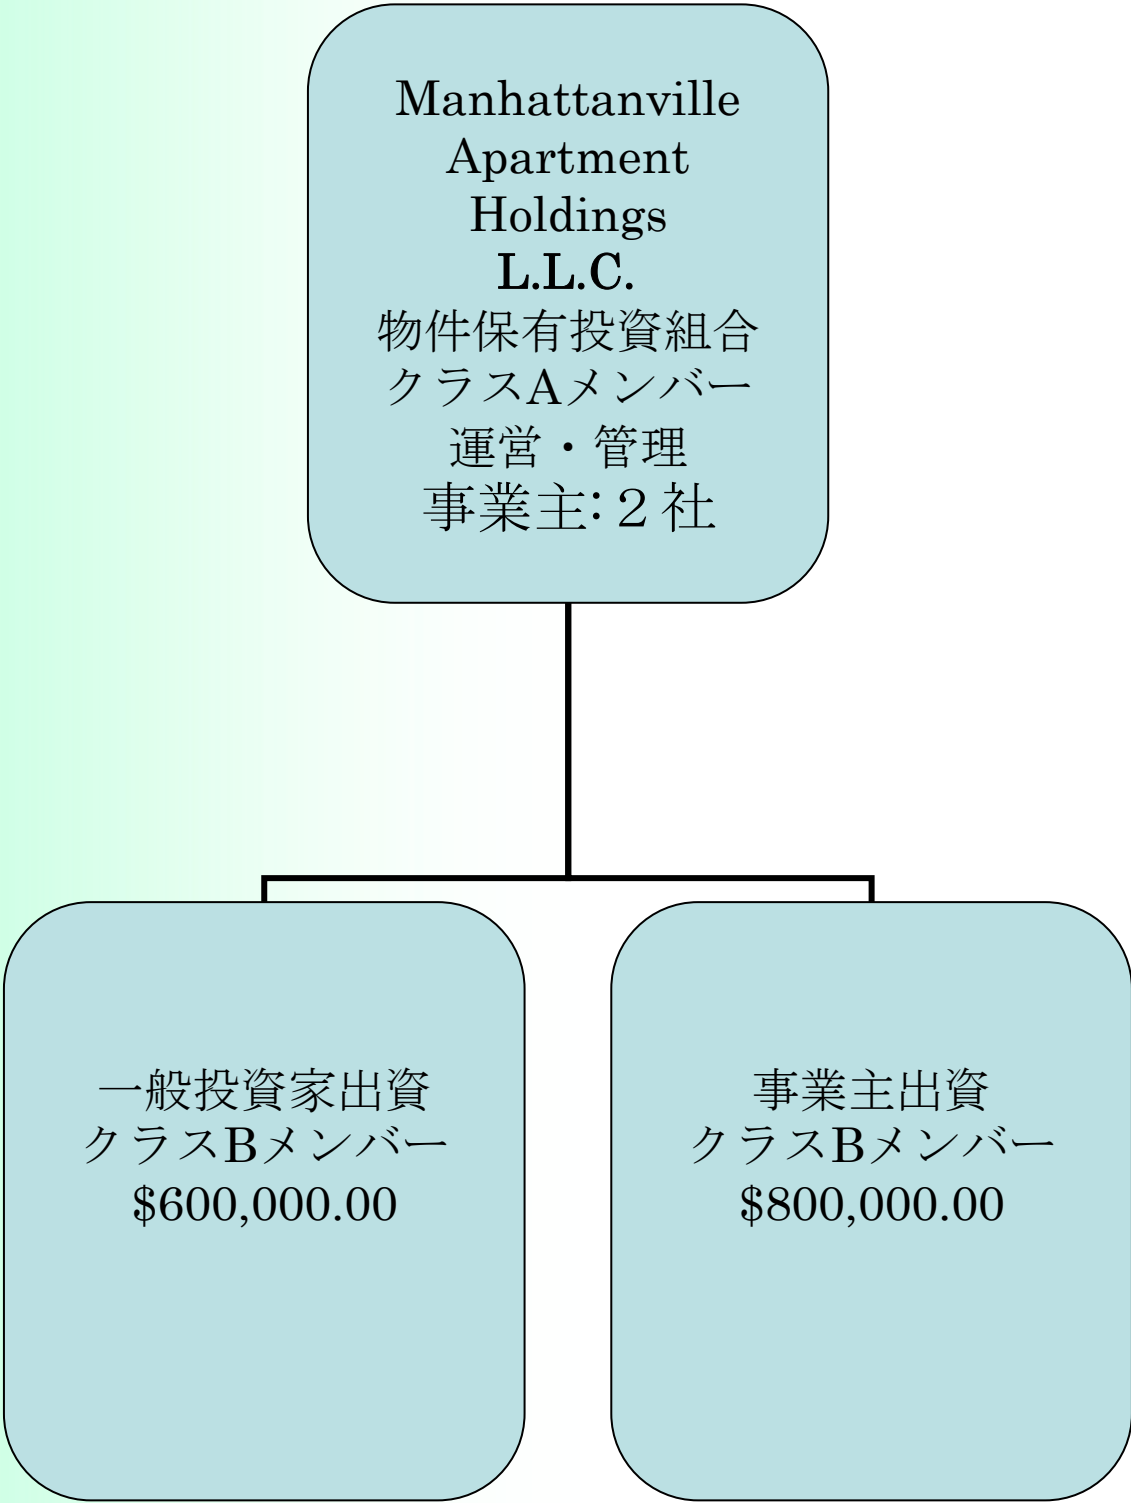 Manhattanville
Apartment
Holdings
L.L.C.
物件保有投資組合
クラスAメンバー
運営・管理
事業主:２社
一般投資家出資
クラスBメンバー
$600,000.00
事業主出資
クラスBメンバー
$800,000.00